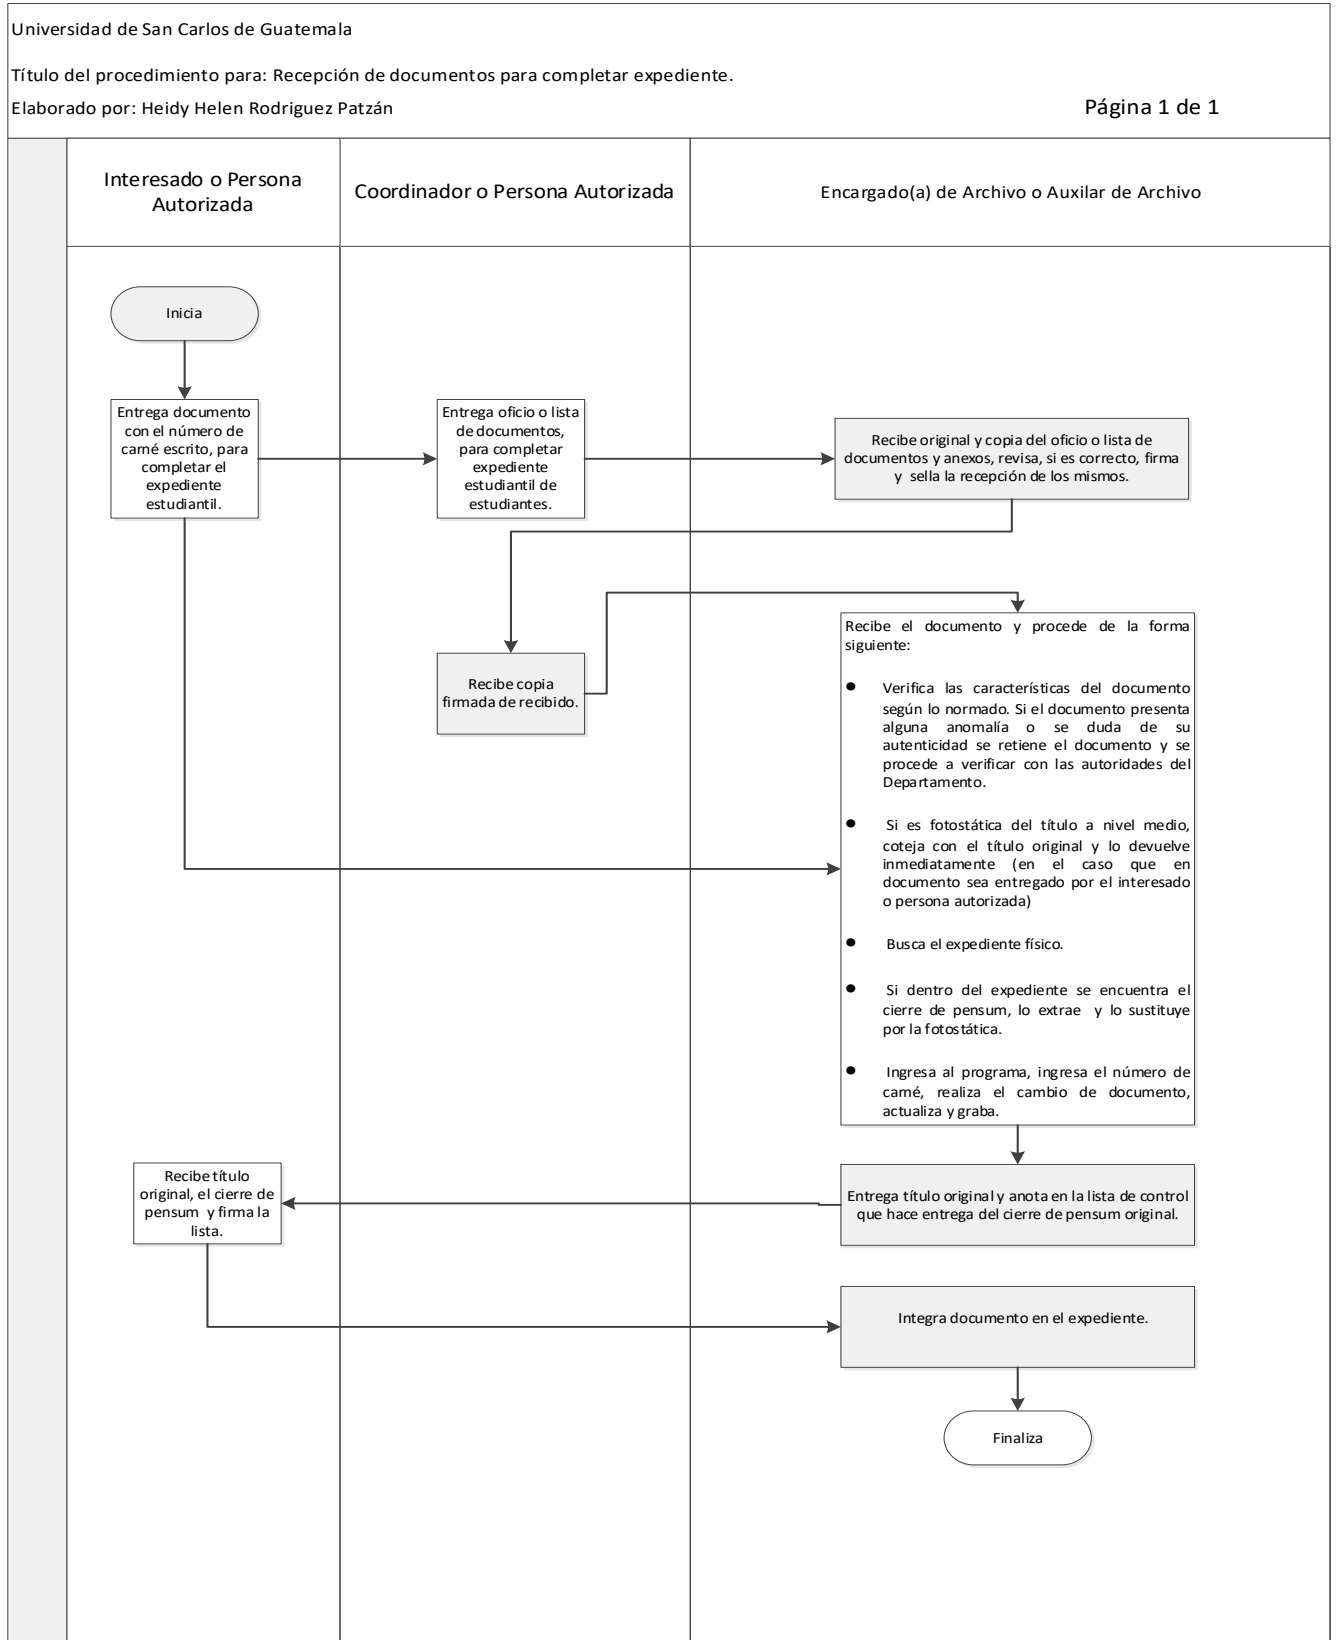 Universidad de San Carlos de Guatemala
Título del procedimiento para: Recepción de documentos para completar expediente.
Elaborado por: Heidy Helen Rodriguez Patzán
Página 1 de 1
Interesado o Persona
Autorizada
Coordinador o Persona Autorizada
Encargado(a) de Archivo o Auxilar de Archivo
Inicia
Entrega documento
con el número de
carné escrito, para
completar el
expediente
estudiantil.
Entrega oficio o lista
de documentos,
para completar
expediente
estudiantil de
estudiantes.
Recibe original y copia del oficio o lista de
documentos y anexos, revisa, si es correcto, firma
y sella la recepción de los mismos.
Recibe copia
firmada de recibido.
Recibe el documento y procede de la forma
siguiente:
● Verifica las características del documento
según lo normado. Si el documento presenta
alguna anomalía o se duda de su
autenticidad se retiene el documento y se
procede a verificar con las autoridades del
Departamento.
● Si es fotostática del título a nivel medio,
coteja con el título original y lo devuelve
inmediatamente (en el caso que en
documento sea entregado por el interesado
o persona autorizada)
● Busca el expediente físico.
● Si dentro del expediente se encuentra el
cierre de pensum, lo extrae y lo sustituye
por la fotostática.
● Ingresa al programa, ingresa el número de
carné, realiza el cambio de documento,
actualiza y graba.
Recibe título
original, el cierre de
pensum y firma la
lista.
Entrega título original y anota en la lista de control
que hace entrega del cierre de pensum original.
Integra documento en el expediente.
Finaliza